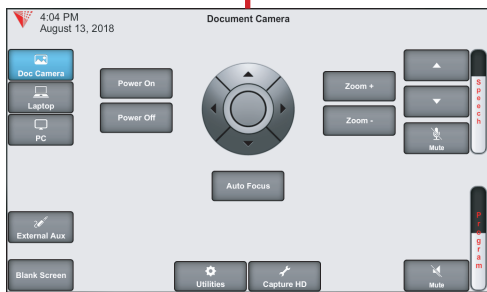 4:04 PM
August 13, 2018
Document Camera
Doc Camera
Laptop
PC
External Aux
Blank Screen
Power On
Power Off
Auto Focus
Utilities
Capture HD
Zoom +
Zoom -
Mute
Speech
Program
Mute